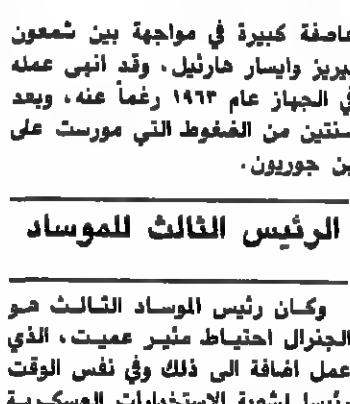 عاصفة كبيرة في مواجهة بين شمعون
بيريز وايسار هارئيل، وقد انهى عمله
في الجهاز عام ١٩٦٣ رغماً عنه، وبعد
سنتين من الضغوط التي مورست على
بن جوريون.
الرئيس الثالث للموساد
وكان رئيس الموساد الثالث هو
الجنرال احتياط مئير عميت، الذي
عمل اضافة الى ذلك وفي نفس الوقت
رئيسا لشعبة الاستخبارات العسكرية